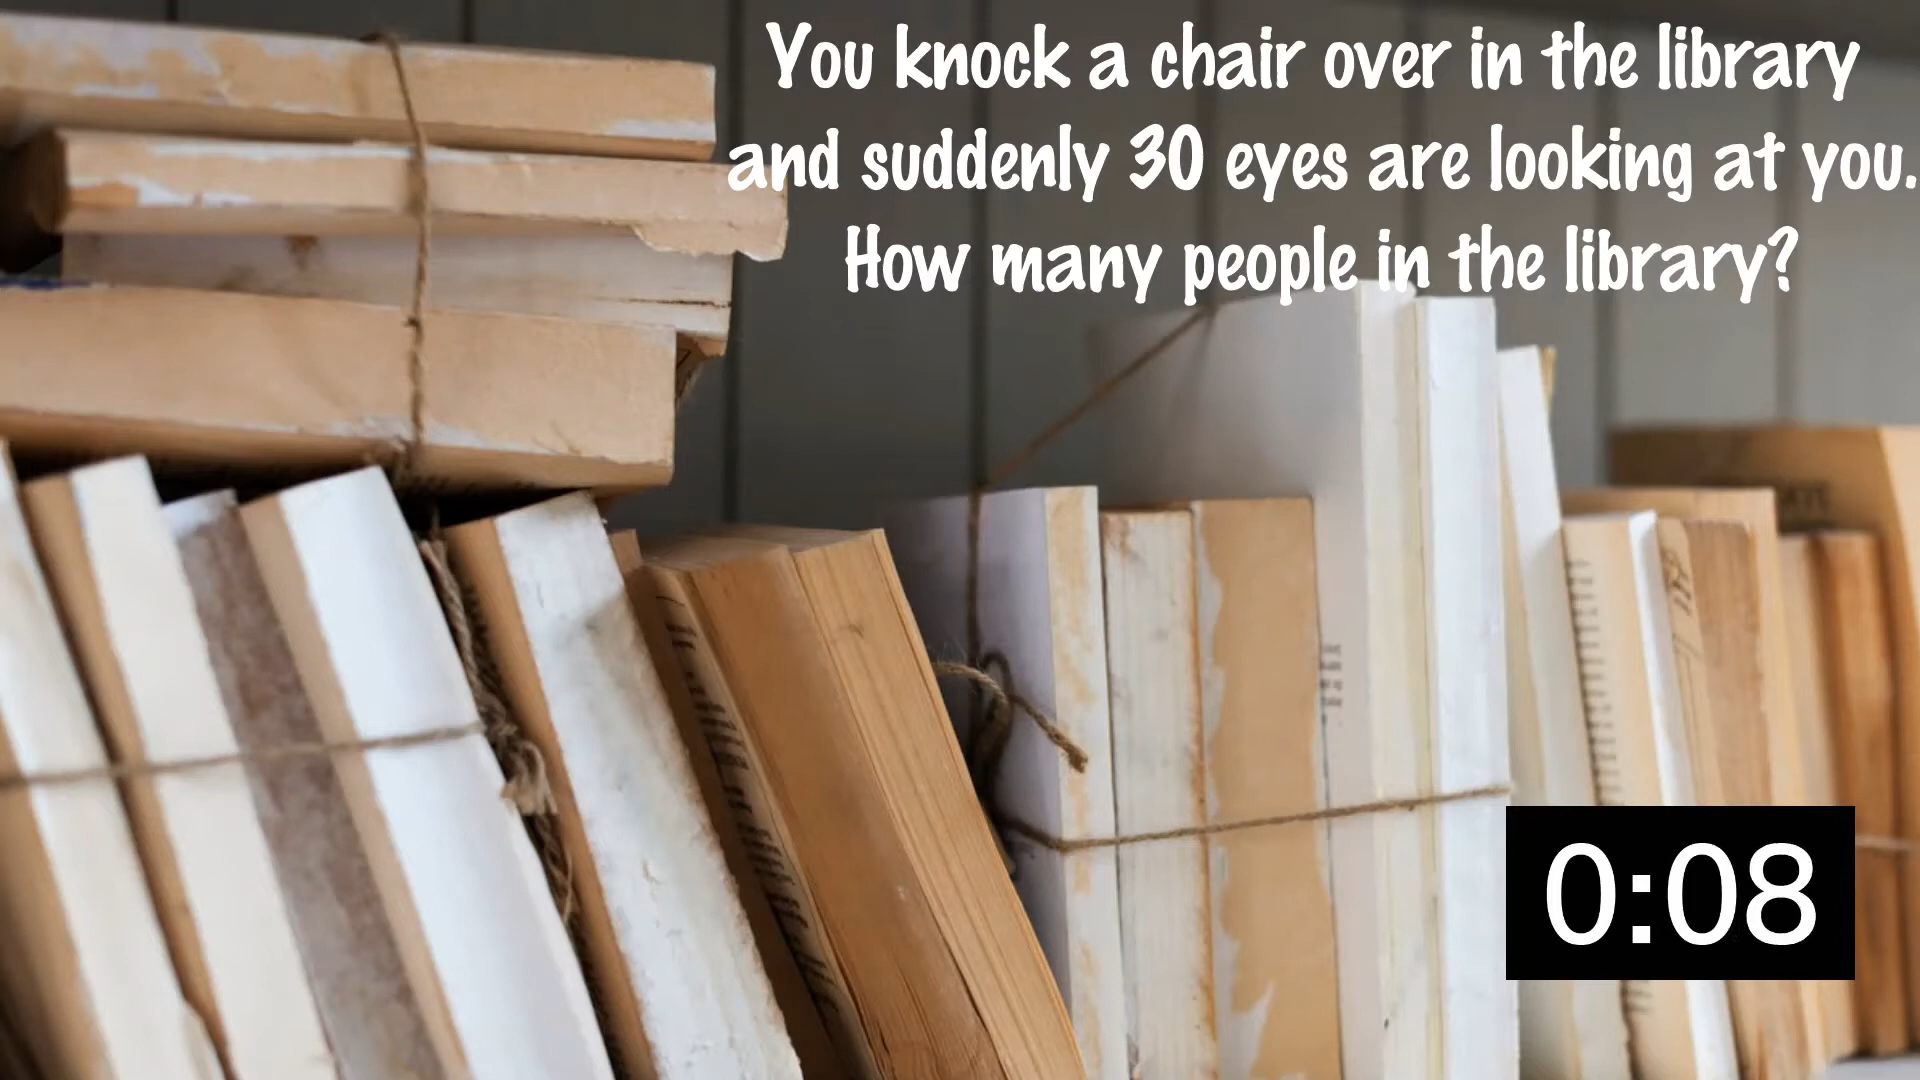 You knock a chair over in the library
and suddenly 30 eyes are looking at you.
How many people in the library?
0:08